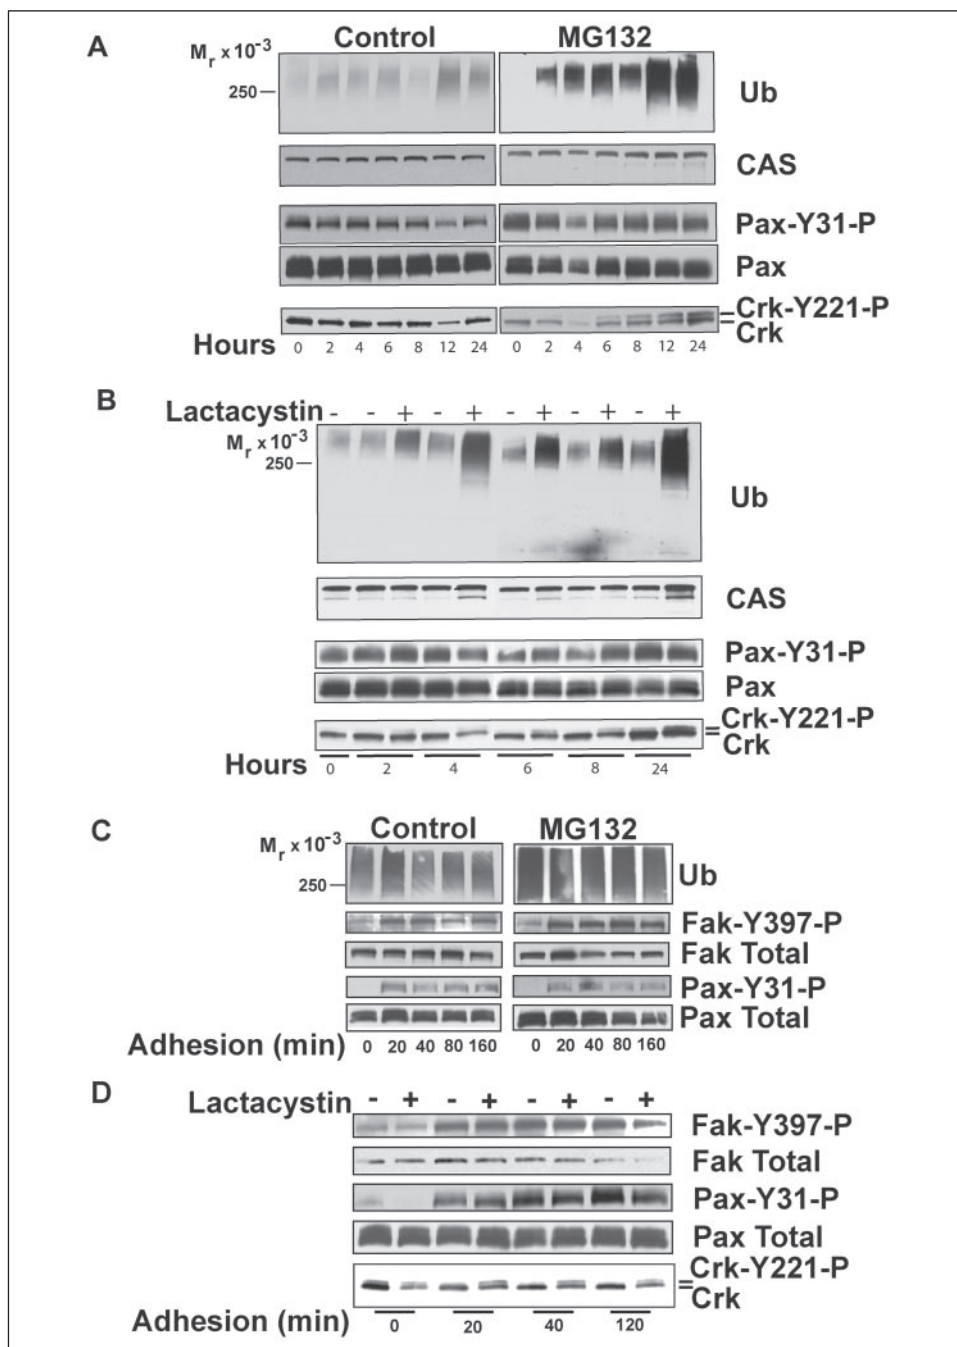 A
Control MG132
Mr x 10-3
250
Ub
CAS
Pax-Y31-P
Pax
Crk-Y221-P
Crk
Hours 0 2 4 6 8 12 24 0 2 4 6 8 12 24
B
Lactacystin - - + - + - + - + - +
Mr x 10-3
250
Ub
CAS
Pax-Y31-P
Pax
Crk-Y221-P
Crk
Hours 0 2 4 6 8 24
C
Control MG132
Mr x 10-3
250
Ub
Fak-Y397-P
Fak Total
Pax-Y31-P
Pax Total
Adhesion (min) 0 20 40 80 160 0 20 40 80 160
D
Lactacystin - + - + - + - +
Fak-Y397-P
Fak Total
Pax-Y31-P
Pax Total
Crk-Y221-P
Crk
Adhesion (min) 0 20 40 120